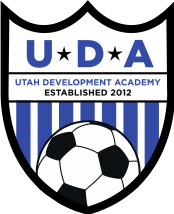 U★D★A
UTAH DEVELOPMENT ACADEMY
ESTABLISHED 2012